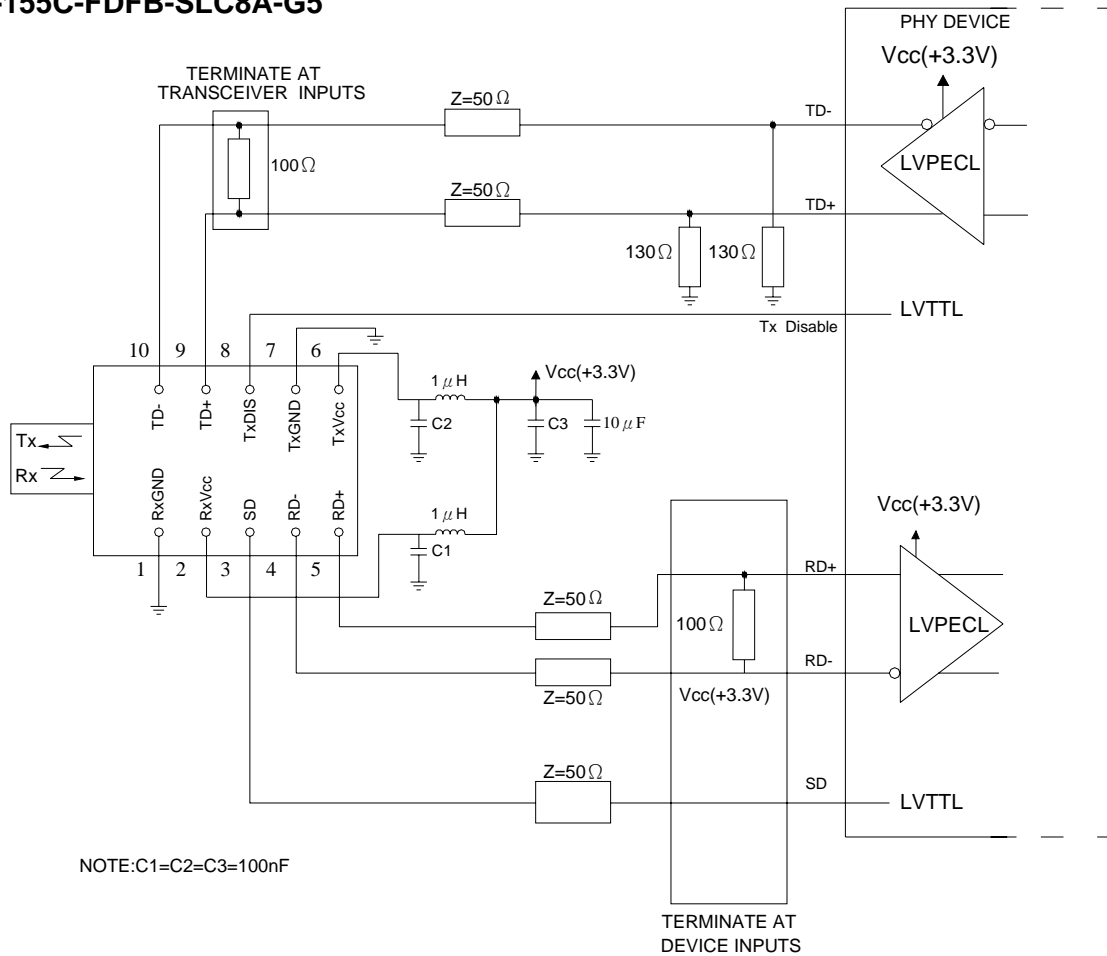 -155C-FDFB-SLC8A-G5
PHY DEVICE
Vcc(+3.3V)
TERMINATE AT
TRANSCEIVER INPUTS
Z=50Ω
TD-
LVPECL
100Ω
Z=50Ω
TD+
130Ω
130Ω
LVTTL
Tx Disable
10
9
8
7
6
Vcc(+3.3V)
1μH
C2
C3
10μF
TD-
TD+
TxDIS
TxGND
TxVcc
Tx
Rx
RxGND
RxVcc
SD
RD-
RD+
1μH
C1
1
2
3
4
5
Vcc(+3.3V)
RD+
Z=50Ω
100Ω
LVPECL
RD-
Z=50Ω
Vcc(+3.3V)
Z=50Ω
SD
LVTTL
NOTE:C1=C2=C3=100nF
TERMINATE AT
DEVICE INPUTS